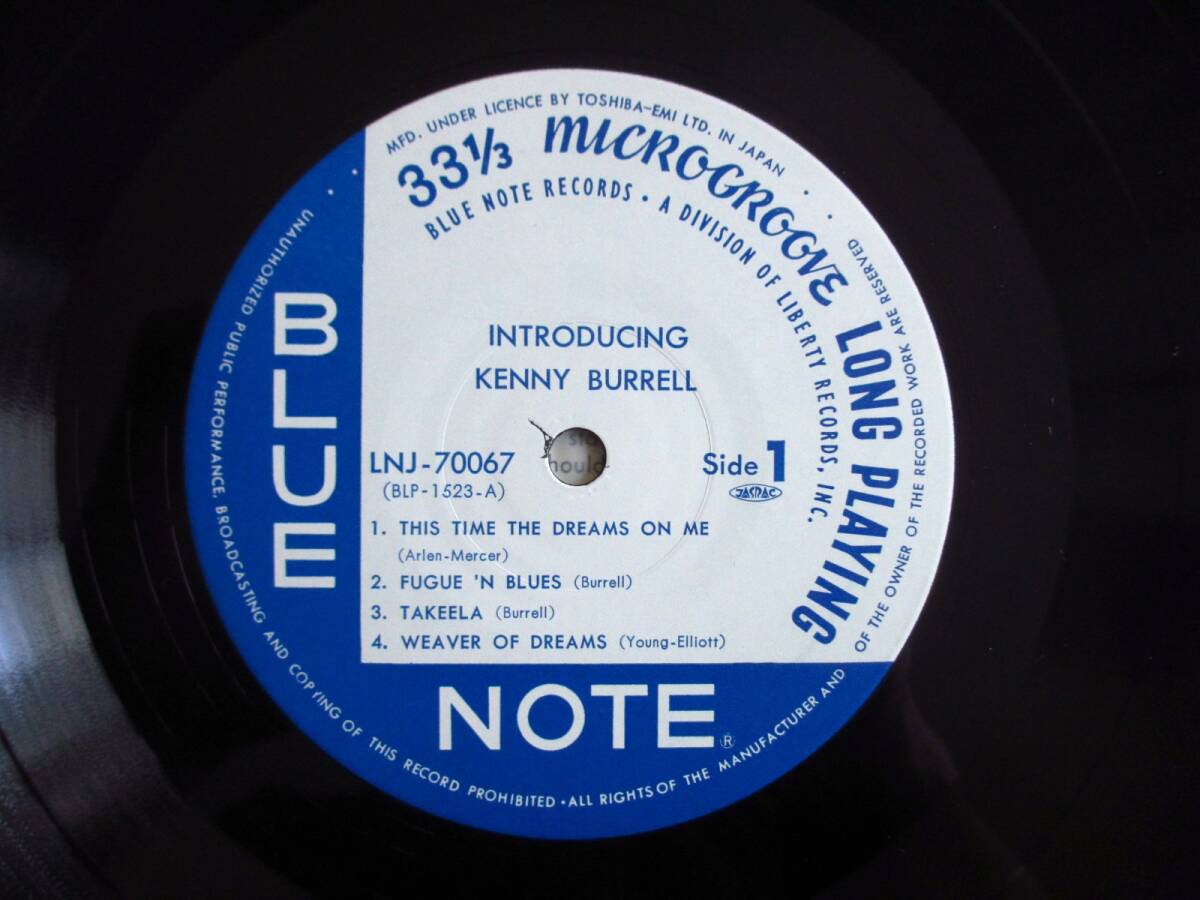 MFD. UNDER LICENCE BY TOSHIBA-EMI LTD. IN JAPAN
33⅓ MICROGROOVE LONG PLAYING
BLUE NOTE RECORDS • A DIVISION OF LIBERTY RECORDS, INC.
INTRODUCING
KENNY BURRELL
LNJ-70067
(BLP-1523-A)
Side 1
JASRAC
1. THIS TIME THE DREAMS ON ME
(Arlen-Mercer)
2. FUGUE 'N BLUES (Burrell)
3. TAKEELA (Burrell)
4. WEAVER OF DREAMS (Young-Elliott)
BLUE
NOTE®
UNAUTHORIZED PUBLIC PERFORMANCE, BROADCASTING AND COPYING OF THIS RECORD PROHIBITED • ALL RIGHTS OF THE MANUFACTURER AND OF THE OWNER OF THE RECORDED WORK ARE RESERVED